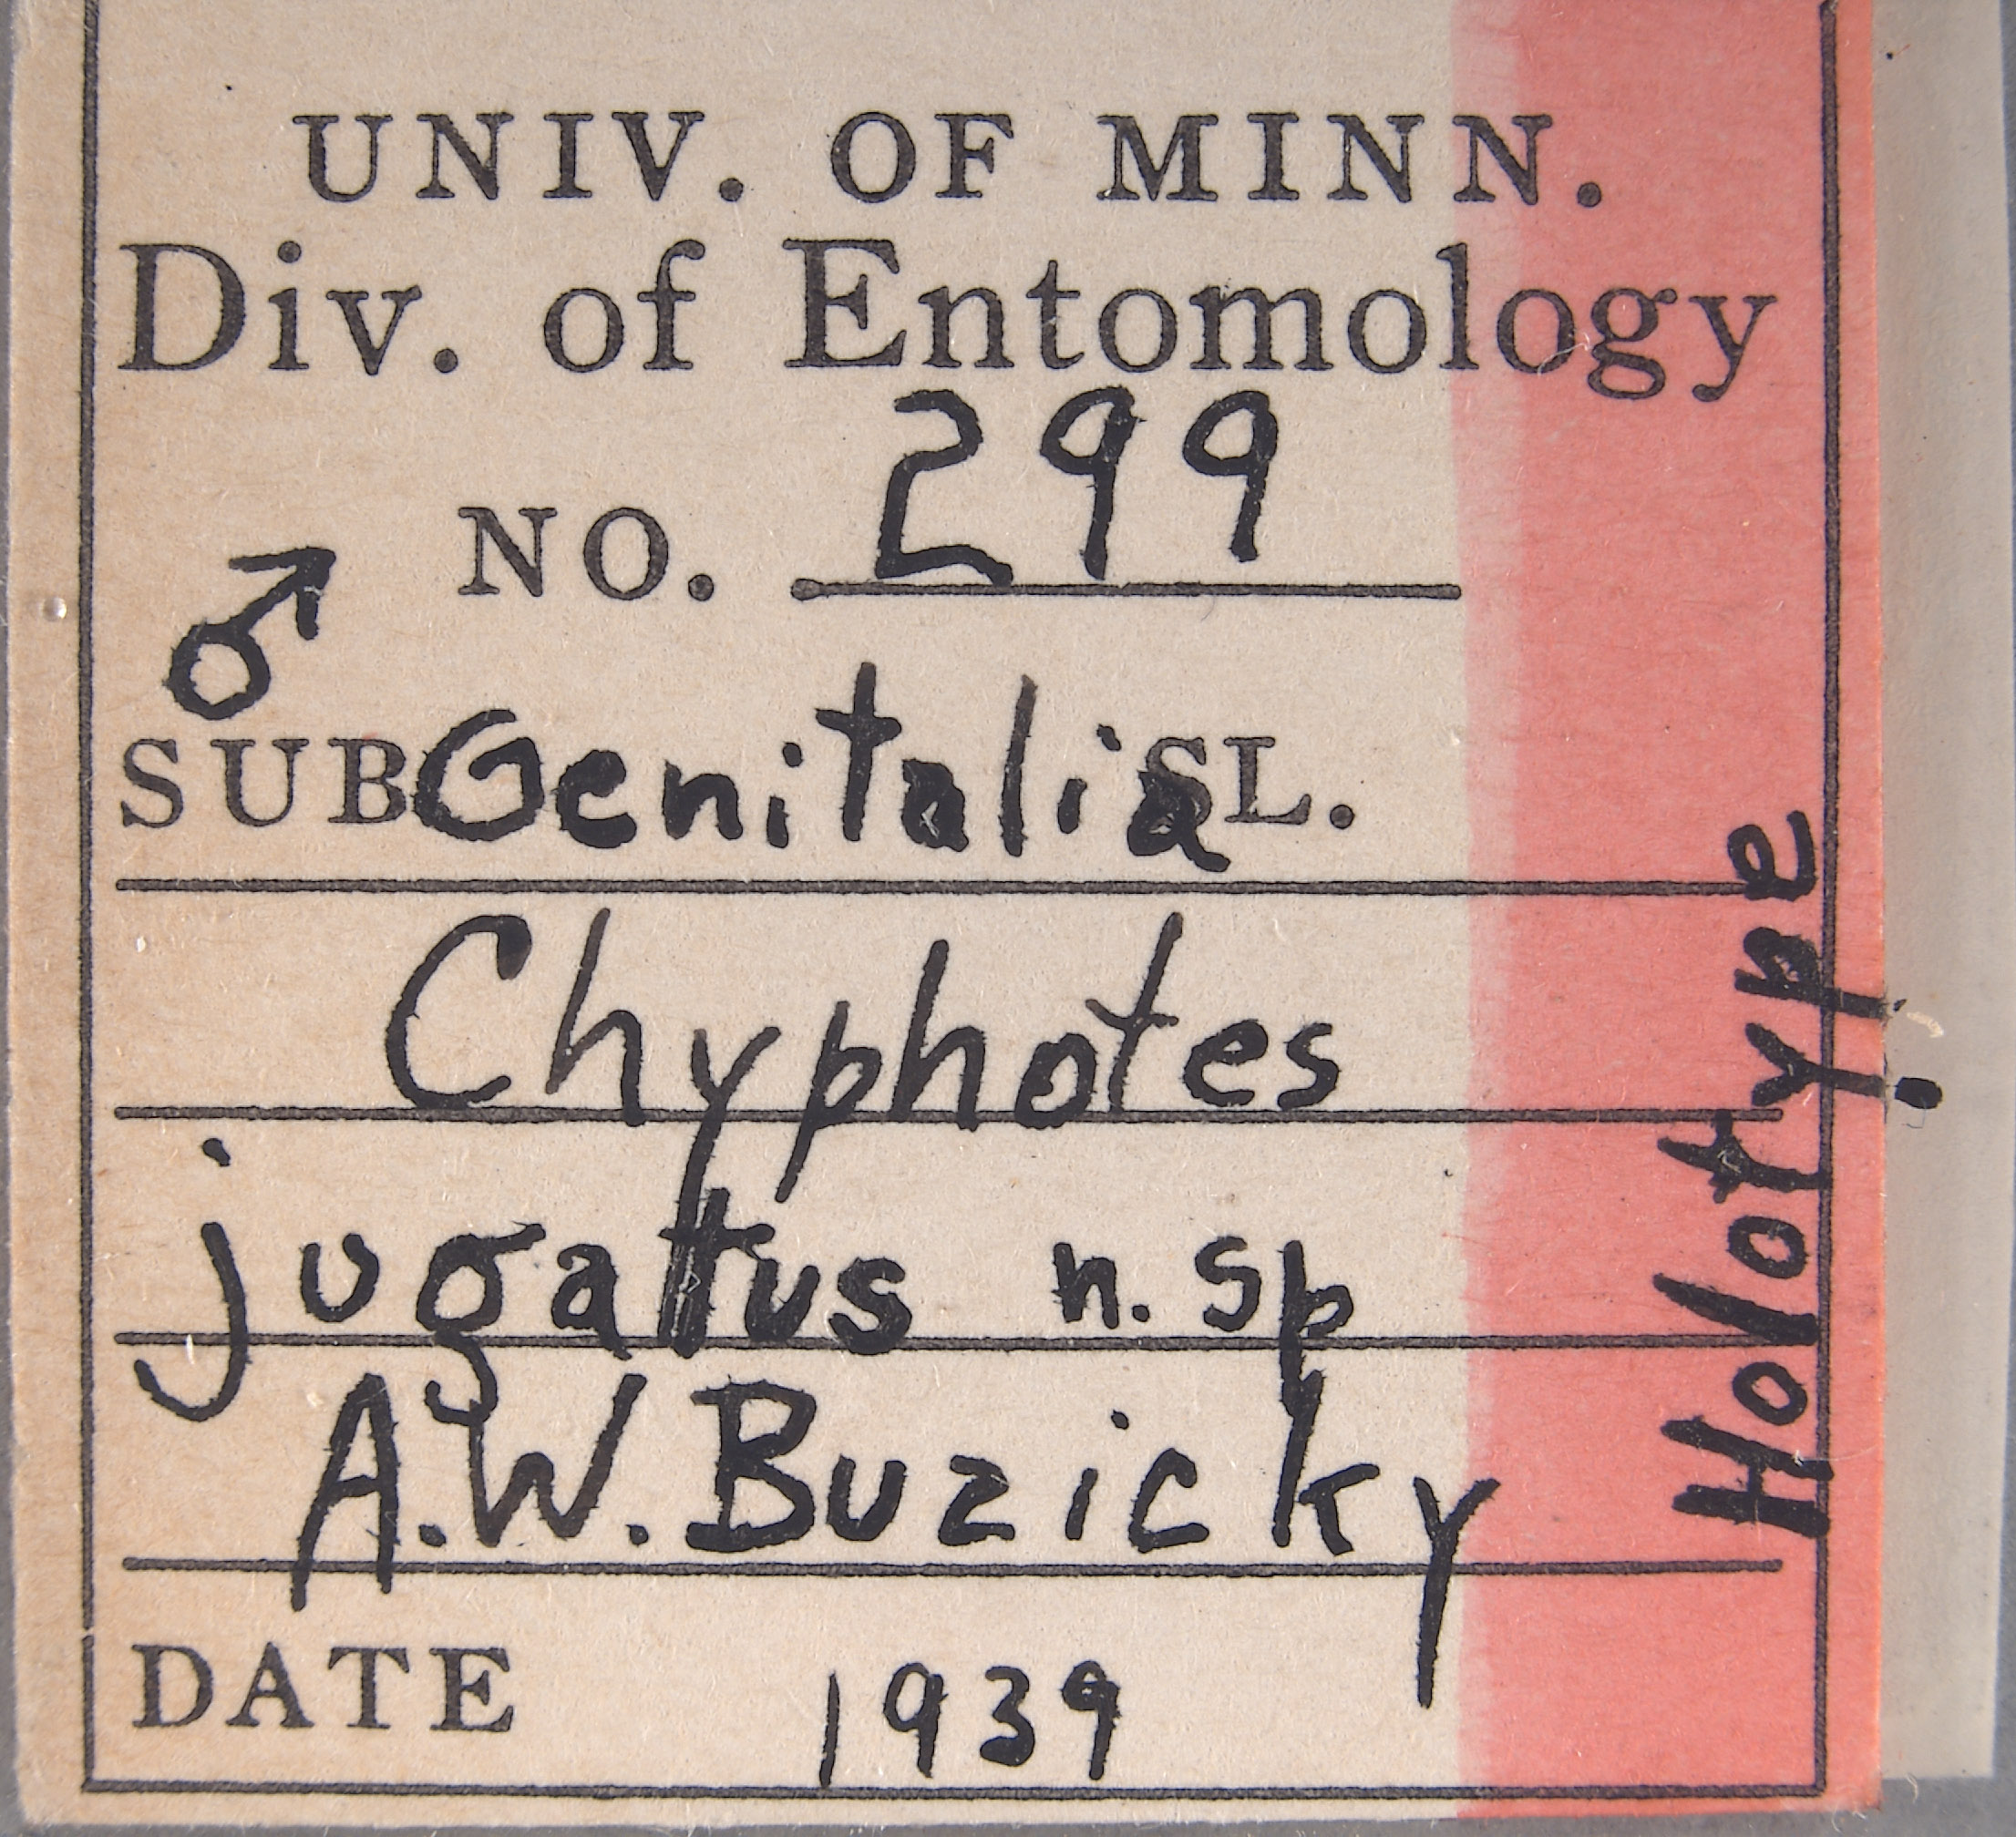 UNIV. OF MINN.
Div. of Entomology
NO. 299
♂
SUB Genitalia SL.
Chyphotes
jugatus n. sp
A.W. Buzicky
DATE 1939
Holotype